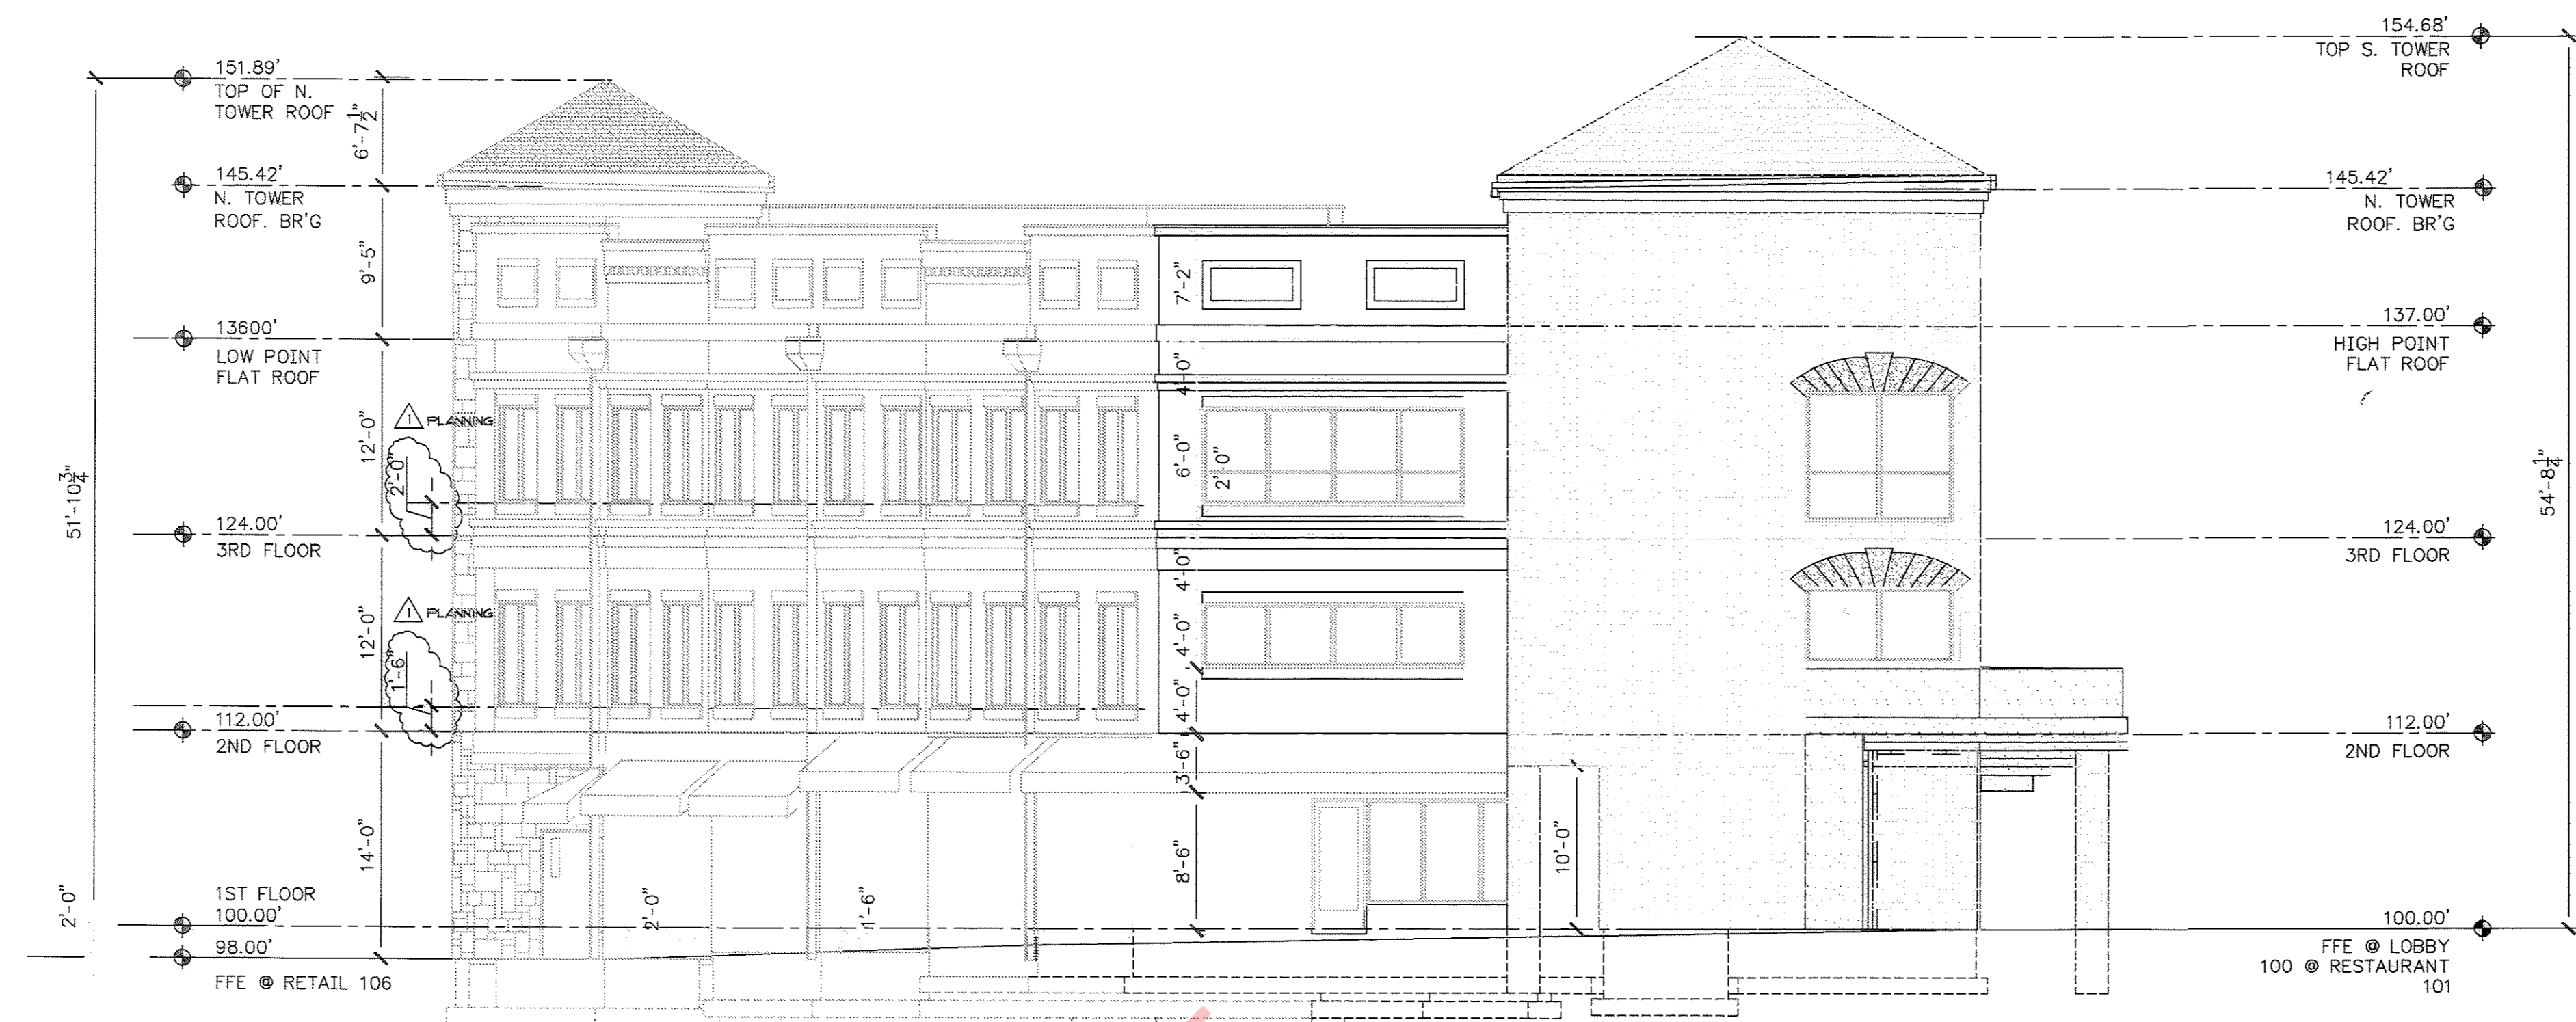 151.89'
TOP OF N.
TOWER ROOF
6'-7 1/2"
145.42'
N. TOWER
ROOF. BR'G
9'-5"
13600'
LOW POINT
FLAT ROOF
1 PLANNING
12'-0"
2'-0"
51'-10 3/4"
124.00'
3RD FLOOR
1 PLANNING
12'-0"
1'-6"
112.00'
2ND FLOOR
14'-0"
2'-0"
1ST FLOOR
100.00'
98.00'
FFE @ RETAIL 106
2'-0"
1'-6"
7'-2"
4'-0"
6'-0"
2'-0"
4'-0"
4'-0"
4'-0"
3'-6"
8'-6"
10'-0"
154.68'
TOP S. TOWER
ROOF
145.42'
N. TOWER
ROOF. BR'G
137.00'
HIGH POINT
FLAT ROOF
54'-8 1/4"
124.00'
3RD FLOOR
112.00'
2ND FLOOR
100.00'
FFE @ LOBBY
100 @ RESTAURANT
101